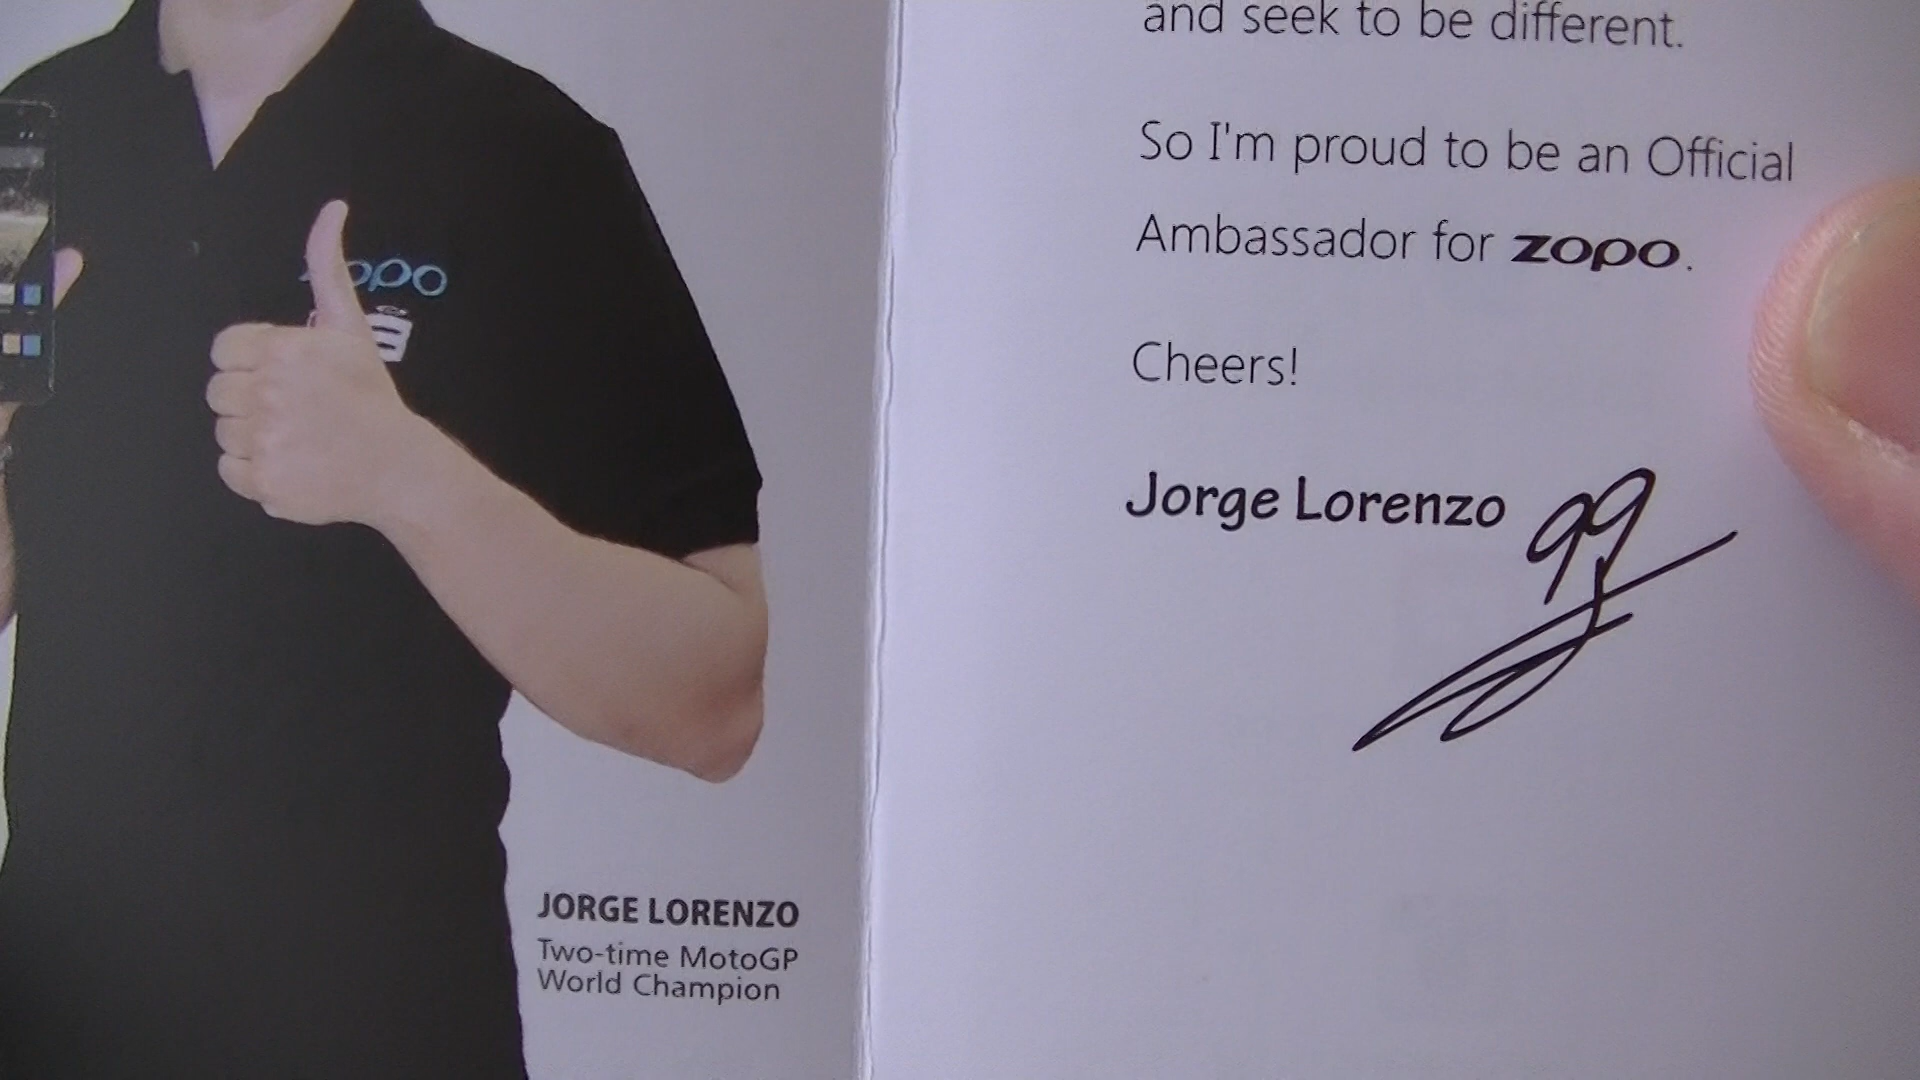 zopo
JORGE LORENZO
Two-time MotoGP
World Champion
and seek to be different.
So I'm proud to be an Official
Ambassador for zopo.
Cheers!
Jorge Lorenzo 99